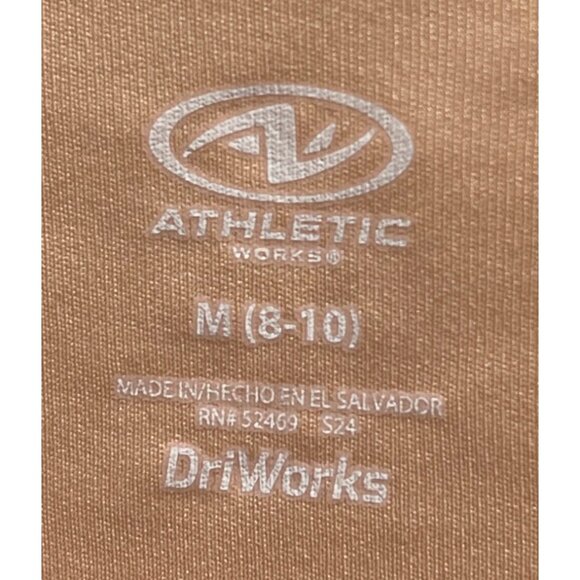 ATHLETIC
WORKS®
M (8-10)
MADE IN/HECHO EN EL SALVADOR
RN# 52469 S24
DriWorks